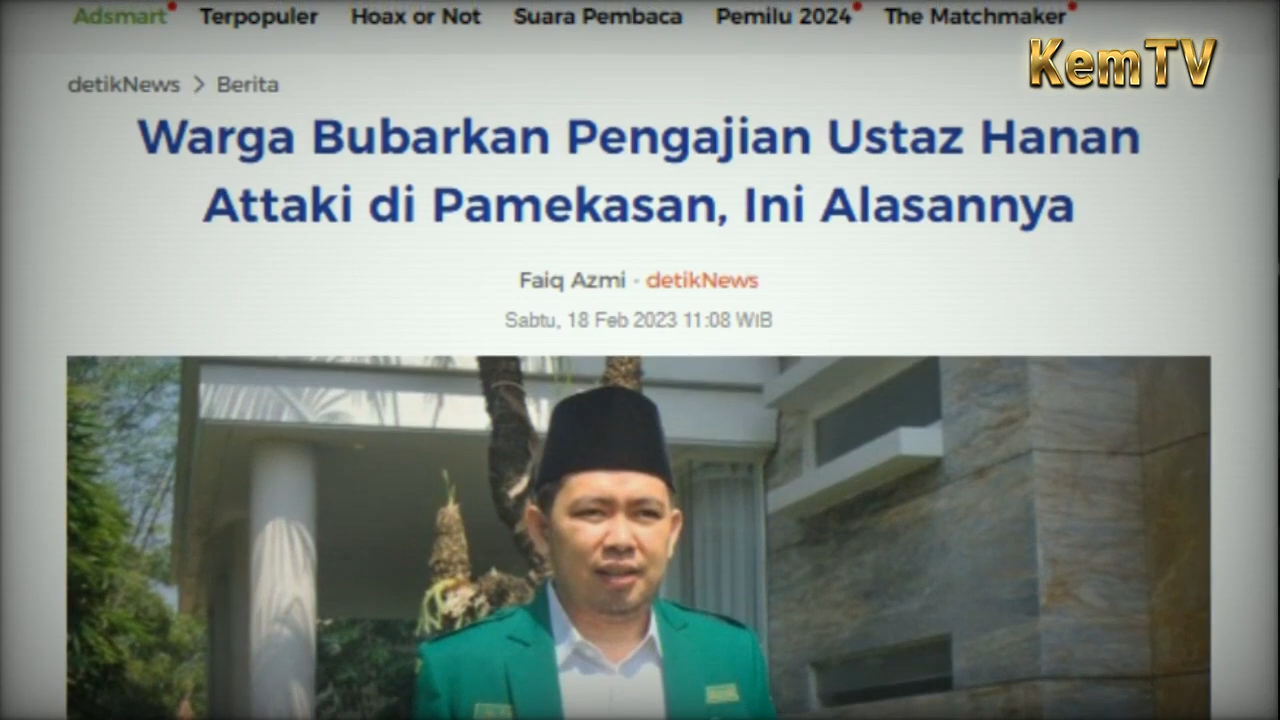 Adsmart Terpopuler Hoax or Not Suara Pembaca Pemilu 2024 The Matchmaker
KemTV
detikNews > Berita
Warga Bubarkan Pengajian Ustaz Hanan
Attaki di Pamekasan, Ini Alasannya
Faiq Azmi - detikNews
Sabtu, 18 Feb 2023 11:08 WIB